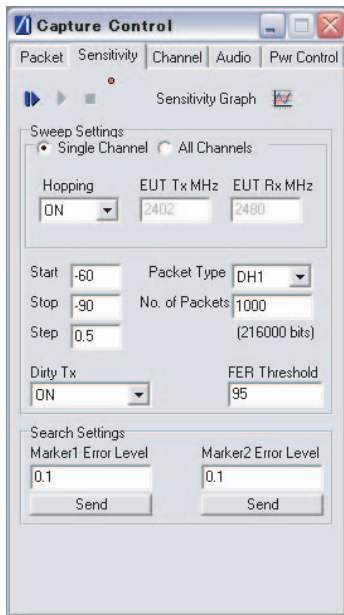 Capture Control
Packet Sensitivity Channel Audio Pwr Control
Sensitivity Graph
Sweep Settings
Single Channel All Channels
Hopping EUT Tx MHz EUT Rx MHz
ON 2402 2480
Start -60 Packet Type DH1
Stop -90 No. of Packets 1000
Step 0.5 (216000 bits)
Dirty Tx FER Threshold
ON 95
Search Settings
Marker1 Error Level Marker2 Error Level
0.1 0.1
Send Send